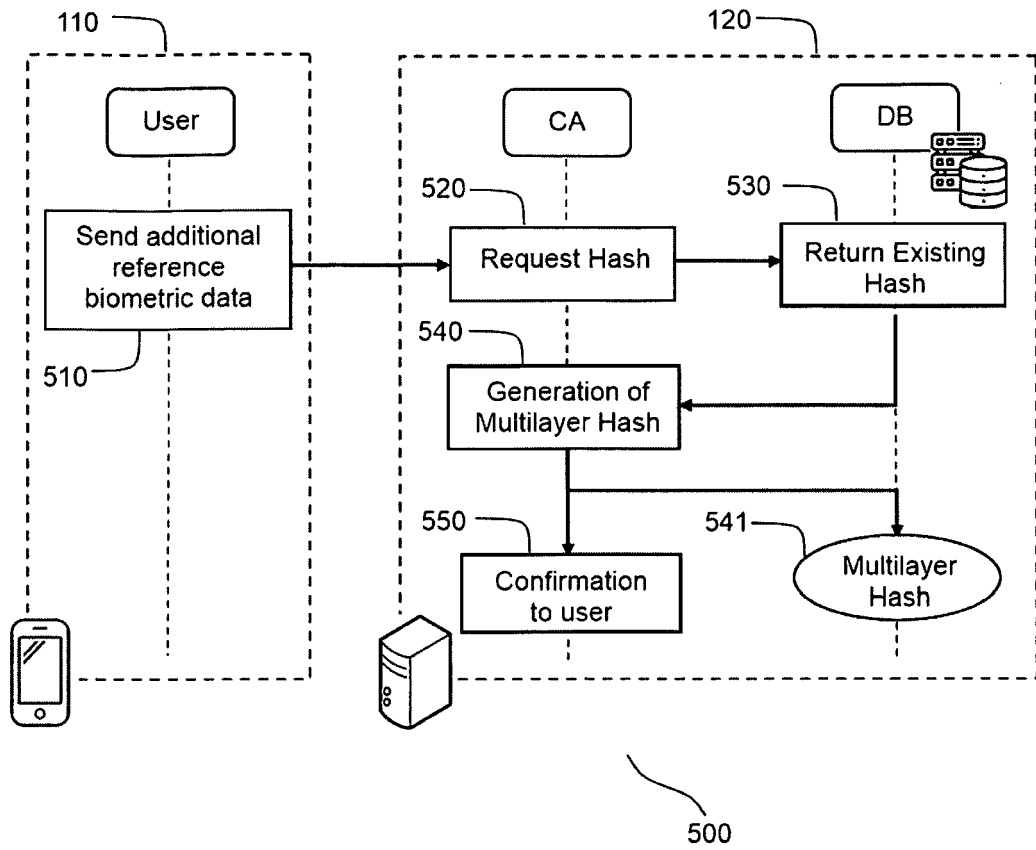 110
120
User
CA
DB
520
530
Send additional
reference
biometric data
Request Hash
Return Existing
Hash
510
540
Generation of
Multilayer Hash
550
541
Confirmation
to user
Multilayer
Hash
500